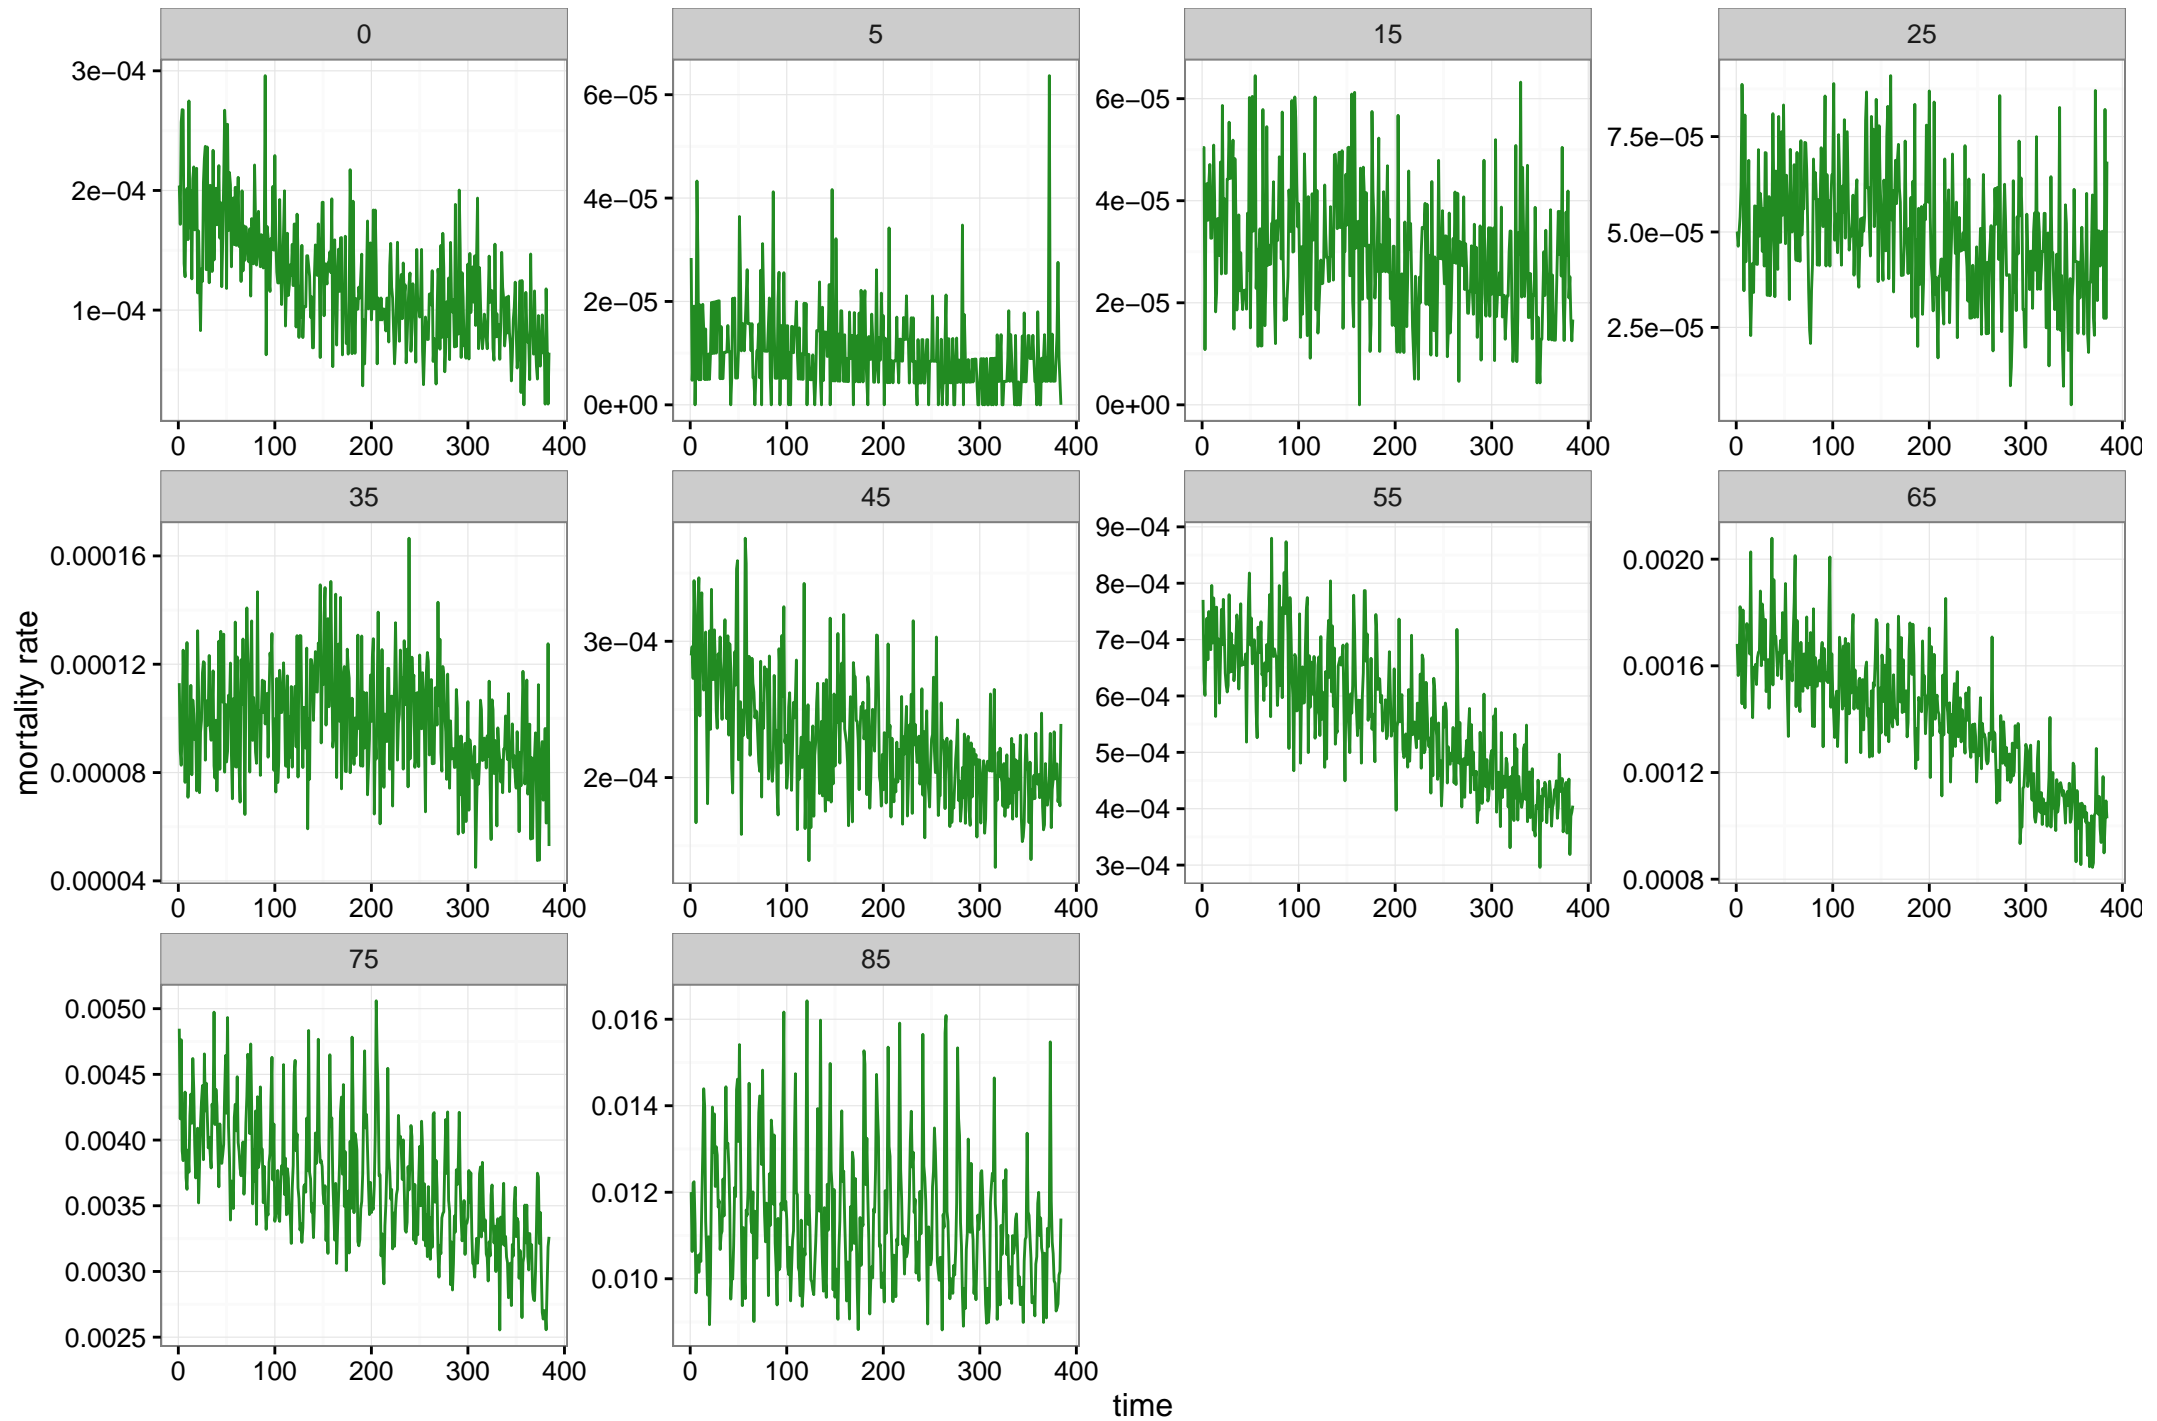 0 5 15 25
3e−04
2e−04
1e−04
6e−05
4e−05
2e−05
0e+00
6e−05
4e−05
2e−05
0e+00
7.5e−05
5.0e−05
2.5e−05
0 100 200 300 400 0 100 200 300 400 0 100 200 300 400 0 100 200 300 400
35 45 55 65
0.00016
0.00012
0.00008
0.00004
3e−04
2e−04
9e−04
8e−04
7e−04
6e−04
5e−04
4e−04
3e−04
0.0020
0.0016
0.0012
0.0008
0 100 200 300 400 0 100 200 300 400 0 100 200 300 400 0 100 200 300 400
mortality rate
75 85
0.0050
0.0045
0.0040
0.0035
0.0030
0.0025
0.016
0.014
0.012
0.010
0 100 200 300 400 0 100 200 300 400
time